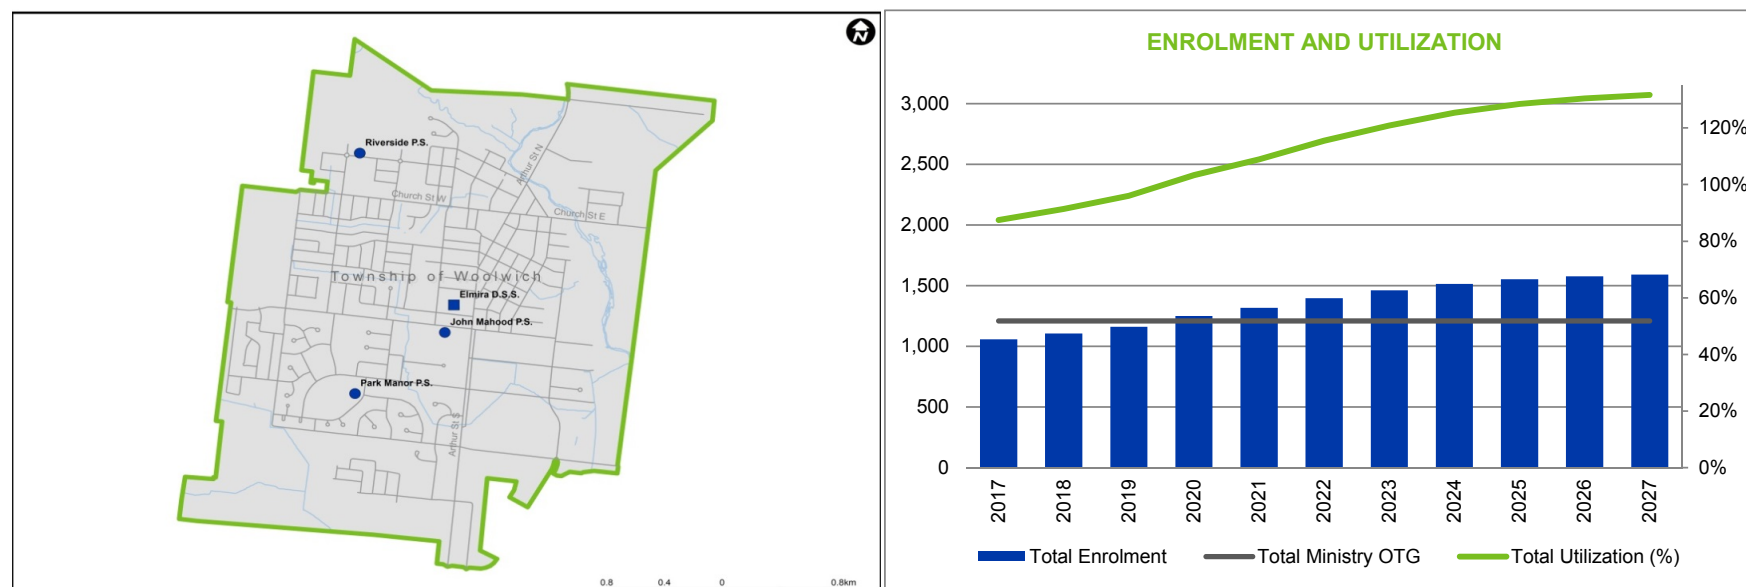 N
Riverside P.S.
Arthur St N
Church St W
Church St E
Township of Woolwich
Elmira D.S.S.
John Mahood P.S.
Park Manor P.S.
Arthur St S
0.8 0.4 0 0.8km
ENROLMENT AND UTILIZATION
3,000
2,500
2,000
1,500
1,000
500
0
120%
100%
80%
60%
40%
20%
0%
2017 2018 2019 2020 2021 2022 2023 2024 2025 2026 2027
Total Enrolment Total Ministry OTG Total Utilization (%)